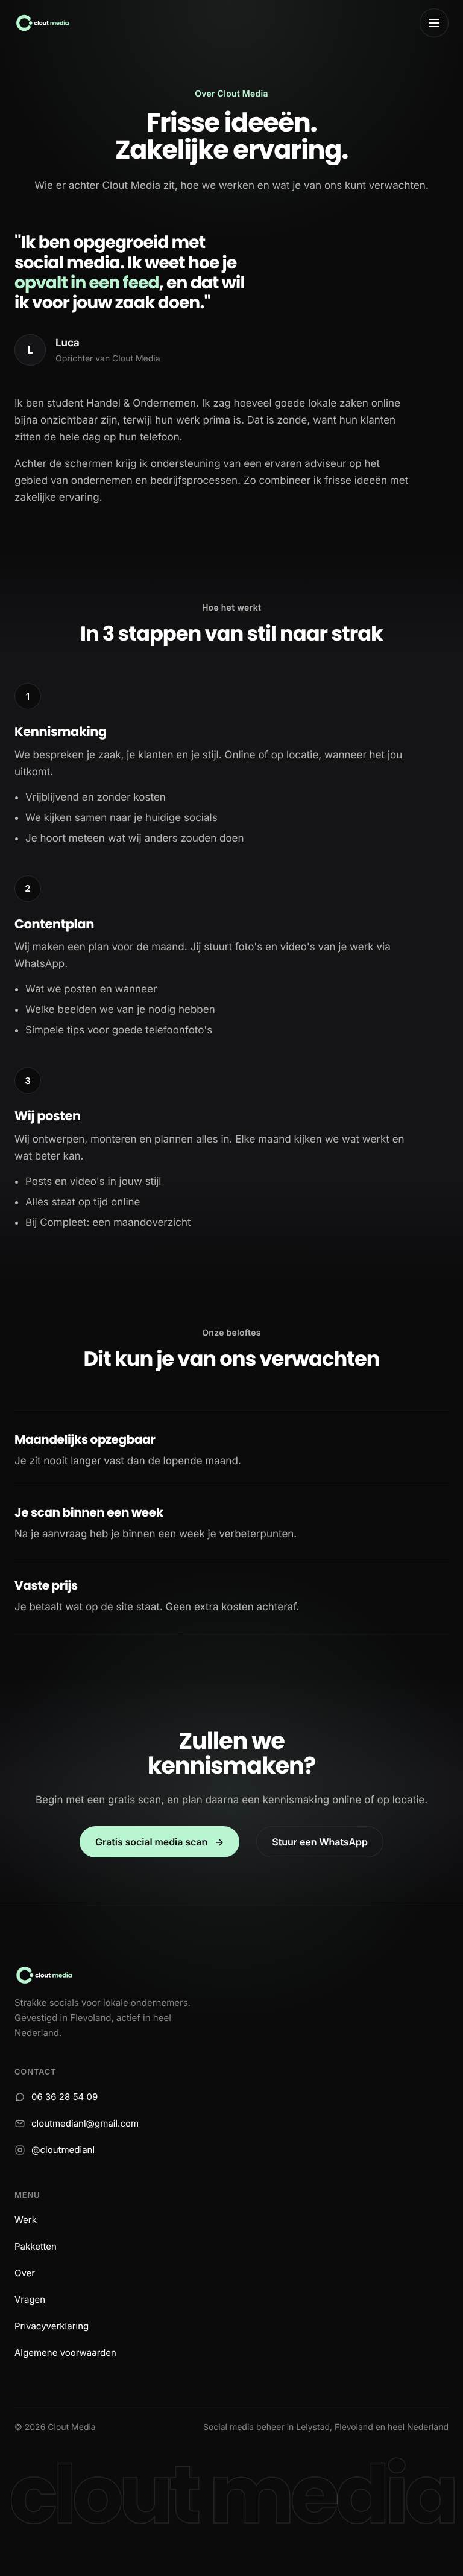 clout media
Over Clout Media
Frisse ideeën.
Zakelijke ervaring.
Wie er achter Clout Media zit, hoe we werken en wat je van ons kunt verwachten.
"Ik ben opgegroeid met
social media. Ik weet hoe je
opvalt in een feed, en dat wil
ik voor jouw zaak doen."
L
Luca
Oprichter van Clout Media
Ik ben student Handel & Ondernemen. Ik zag hoeveel goede lokale zaken online
bijna onzichtbaar zijn, terwijl hun werk prima is. Dat is zonde, want hun klanten
zitten de hele dag op hun telefoon.
Achter de schermen krijg ik ondersteuning van een ervaren adviseur op het
gebied van ondernemen en bedrijfsprocessen. Zo combineer ik frisse ideeën met
zakelijke ervaring.
Hoe het werkt
In 3 stappen van stil naar strak
1
Kennismaking
We bespreken je zaak, je klanten en je stijl. Online of op locatie, wanneer het jou
uitkomt.
• Vrijblijvend en zonder kosten
• We kijken samen naar je huidige socials
• Je hoort meteen wat wij anders zouden doen
2
Contentplan
Wij maken een plan voor de maand. Jij stuurt foto's en video's van je werk via
WhatsApp.
• Wat we posten en wanneer
• Welke beelden we van je nodig hebben
• Simpele tips voor goede telefoonfoto's
3
Wij posten
Wij ontwerpen, monteren en plannen alles in. Elke maand kijken we wat werkt en
wat beter kan.
• Posts en video's in jouw stijl
• Alles staat op tijd online
• Bij Compleet: een maandoverzicht
Onze beloftes
Dit kun je van ons verwachten
Maandelijks opzegbaar
Je zit nooit langer vast dan de lopende maand.
Je scan binnen een week
Na je aanvraag heb je binnen een week je verbeterpunten.
Vaste prijs
Je betaalt wat op de site staat. Geen extra kosten achteraf.
Zullen we
kennismaken?
Begin met een gratis scan, en plan daarna een kennismaking online of op locatie.
Gratis social media scan →
Stuur een WhatsApp
clout media
Strakke socials voor lokale ondernemers.
Gevestigd in Flevoland, actief in heel
Nederland.
CONTACT
06 36 28 54 09
cloutmedianl@gmail.com
@cloutmedianl
MENU
Werk
Pakketten
Over
Vragen
Privacyverklaring
Algemene voorwaarden
© 2026 Clout Media
Social media beheer in Lelystad, Flevoland en heel Nederland
clout media